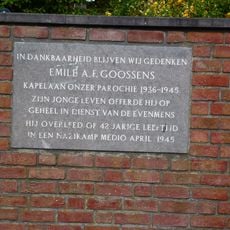 IN DANKBAARHEID BLIJVEN WIJ GEDENKEN
EMILE A.F. GOOSSENS
KAPELAAN ONZER PAROCHIE 1936-1945
ZIJN JONGE LEVEN OFFERDE HIJ OP
GEHEEL IN DIENST VAN DE EVENMENS
HIJ OVERLEED OP 42 JARIGE LEEFTIJD
IN EEN NAZIKAMP MEDIO APRIL 1945